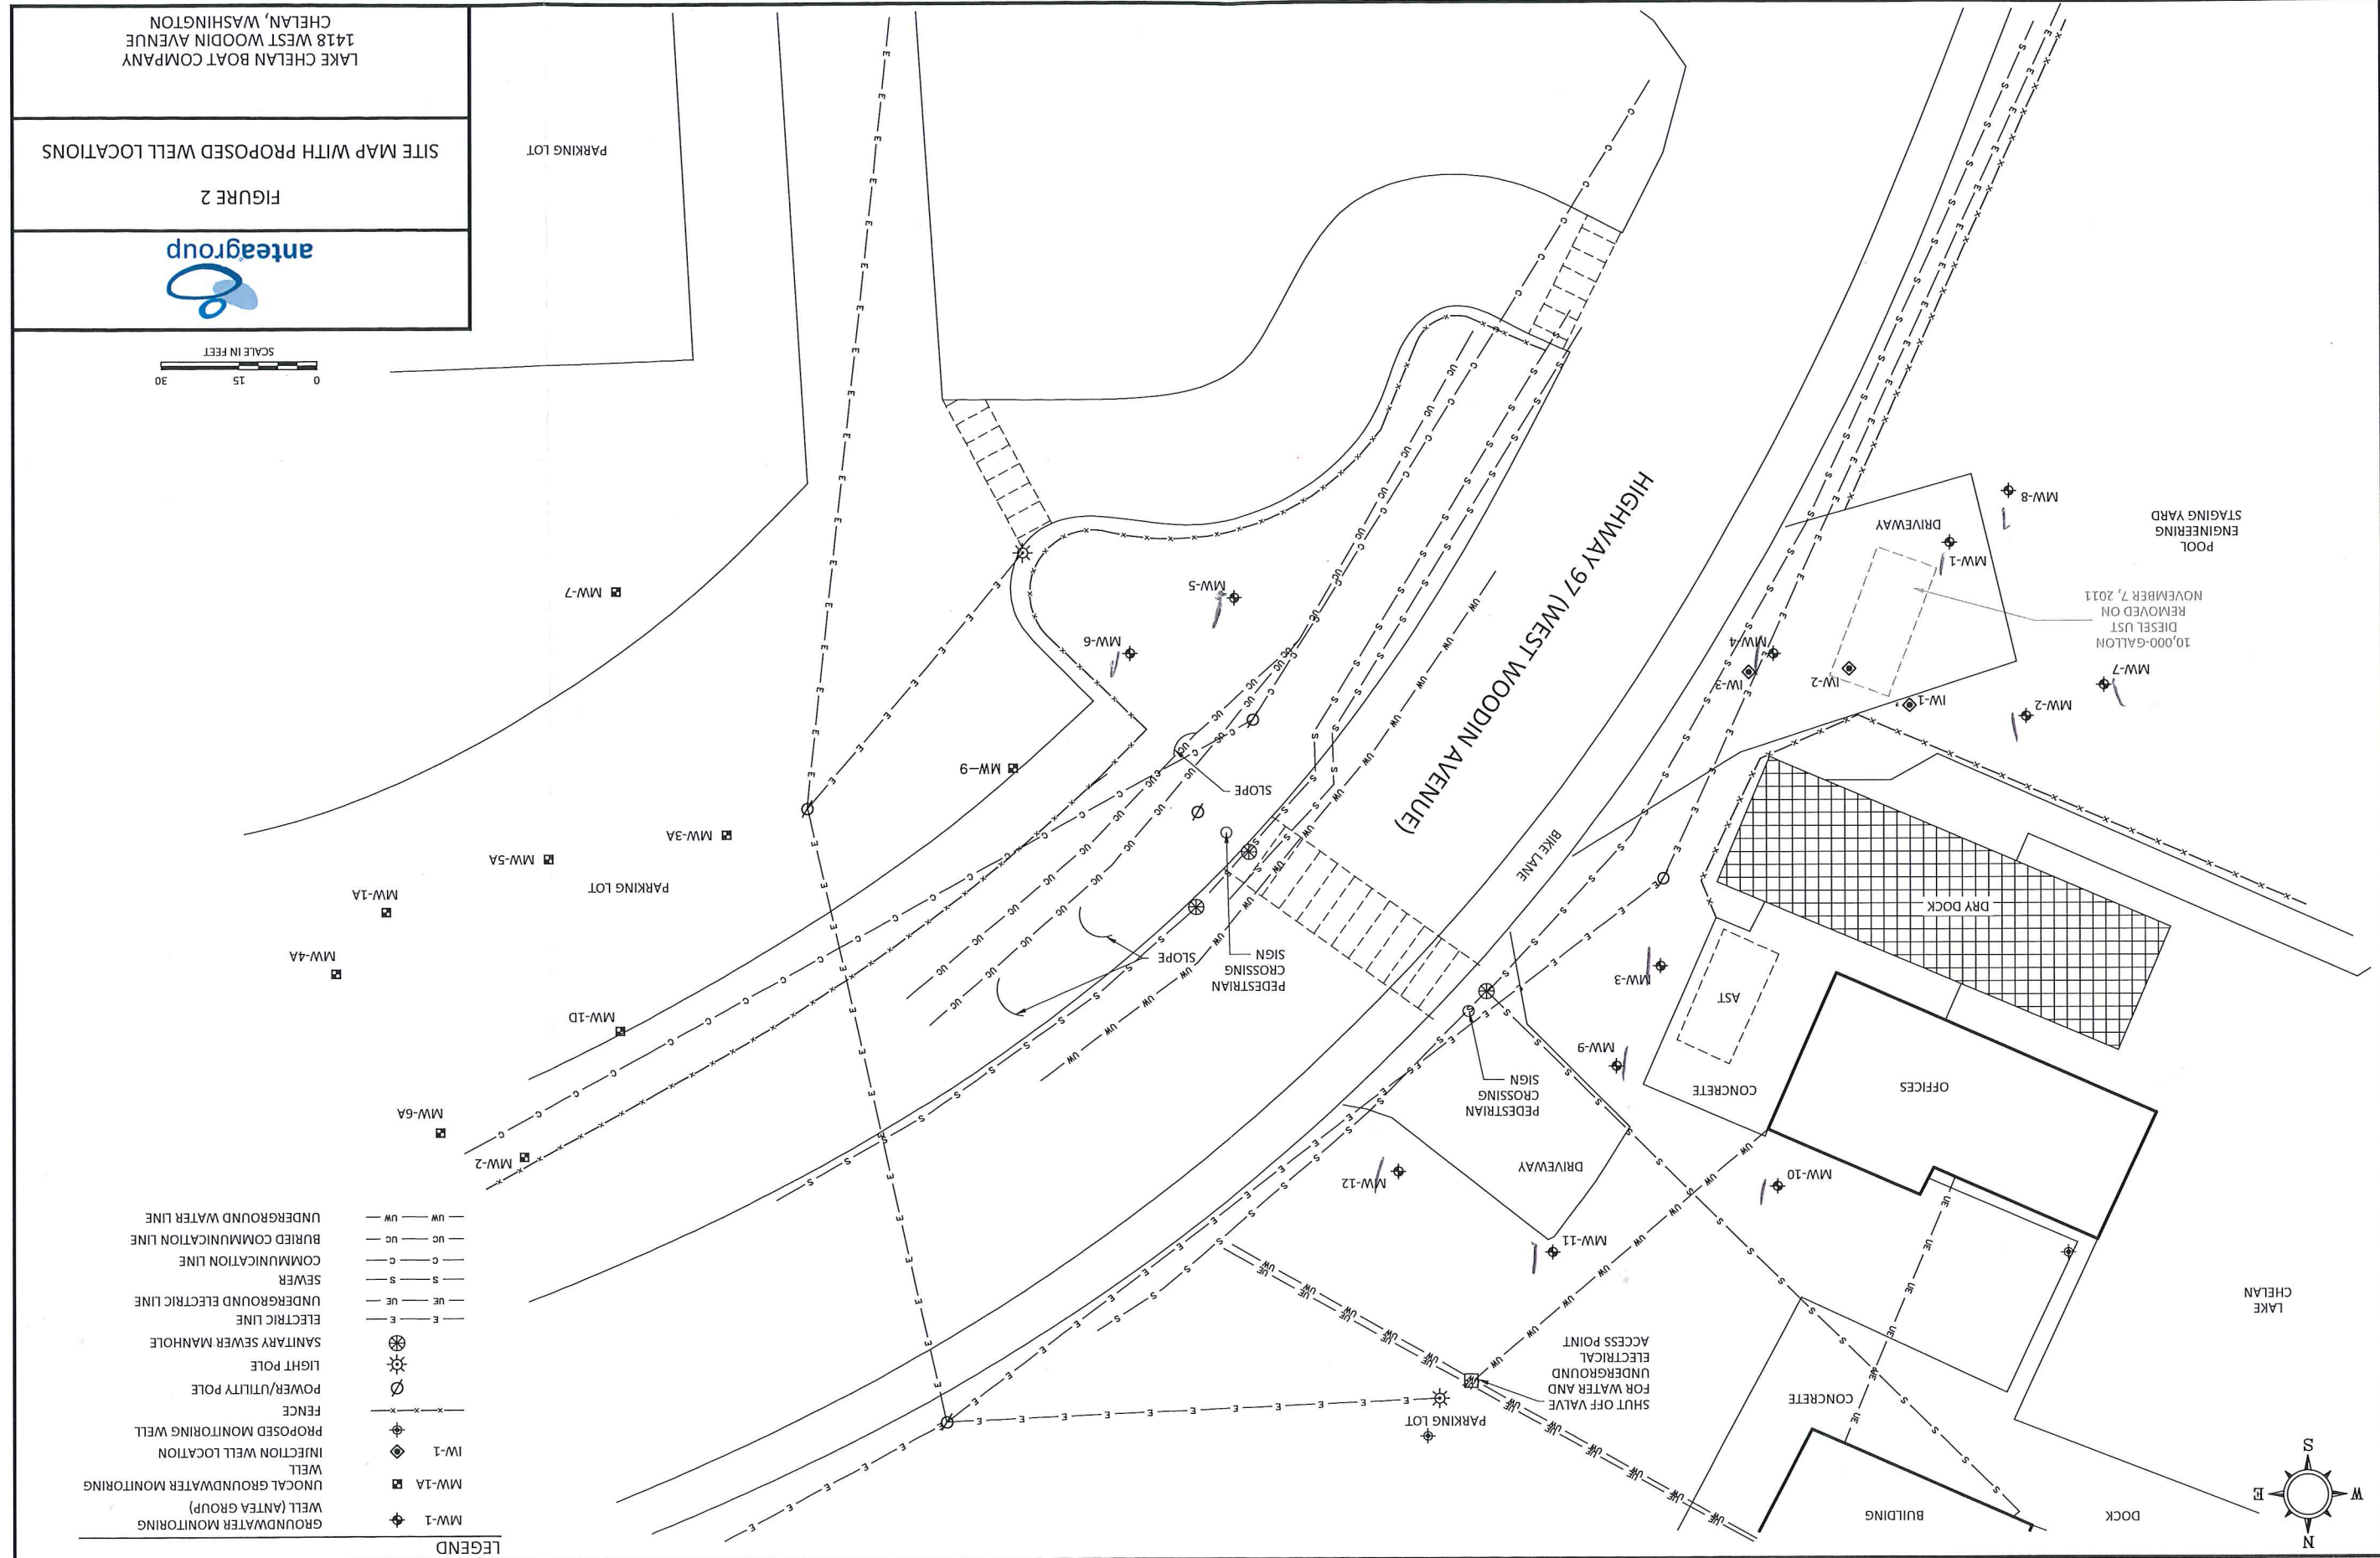 LEGEND
MW-1 GROUNDWATER MONITORING
WELL (ANTEA GROUP)
MW-1A UNOCAL GROUNDWATER MONITORING
WELL
IW-1 INJECTION WELL LOCATION
PROPOSED MONITORING WELL
x x x FENCE
POWER/UTILITY POLE
LIGHT POLE
SANITARY SEWER MANHOLE
E E ELECTRIC LINE
UE UE UNDERGROUND ELECTRIC LINE
S S SEWER
C C COMMUNICATION LINE
UC UC BURIED COMMUNICATION LINE
UW UW UNDERGROUND WATER LINE
N
W E
S
DOCK
BUILDING
CONCRETE
LAKE
CHELAN
PARKING LOT
SHUT OFF VALVE
FOR WATER AND
UNDERGROUND
ELECTRICAL
ACCESS POINT
MW-11
MW-10
MW-12
DRIVEWAY
OFFICES
CONCRETE
PEDESTRIAN
CROSSING
SIGN
MW-9
AST
MW-3
DRY DOCK
BIKE LANE
HIGHWAY 97 (WEST WOODIN AVENUE)
PEDESTRIAN
CROSSING
SIGN
SLOPE
SLOPE
MW-2
MW-6A
MW-1D
MW-4A
MW-1A
PARKING LOT
MW-5A
MW-3A
MW-9
MW-7
MW-6
MW-5
MW-2
MW-7
IW-1
IW-2
IW-3
MW-4
10,000-GALLON
DIESEL UST
REMOVED ON
NOVEMBER 7, 2011
MW-1
DRIVEWAY
MW-8
POOL
ENGINEERING
STAGING YARD
PARKING LOT
0 15 30
SCALE IN FEET
anteagroup
FIGURE 2
SITE MAP WITH PROPOSED WELL LOCATIONS
LAKE CHELAN BOAT COMPANY
1418 WEST WOODIN AVENUE
CHELAN, WASHINGTON